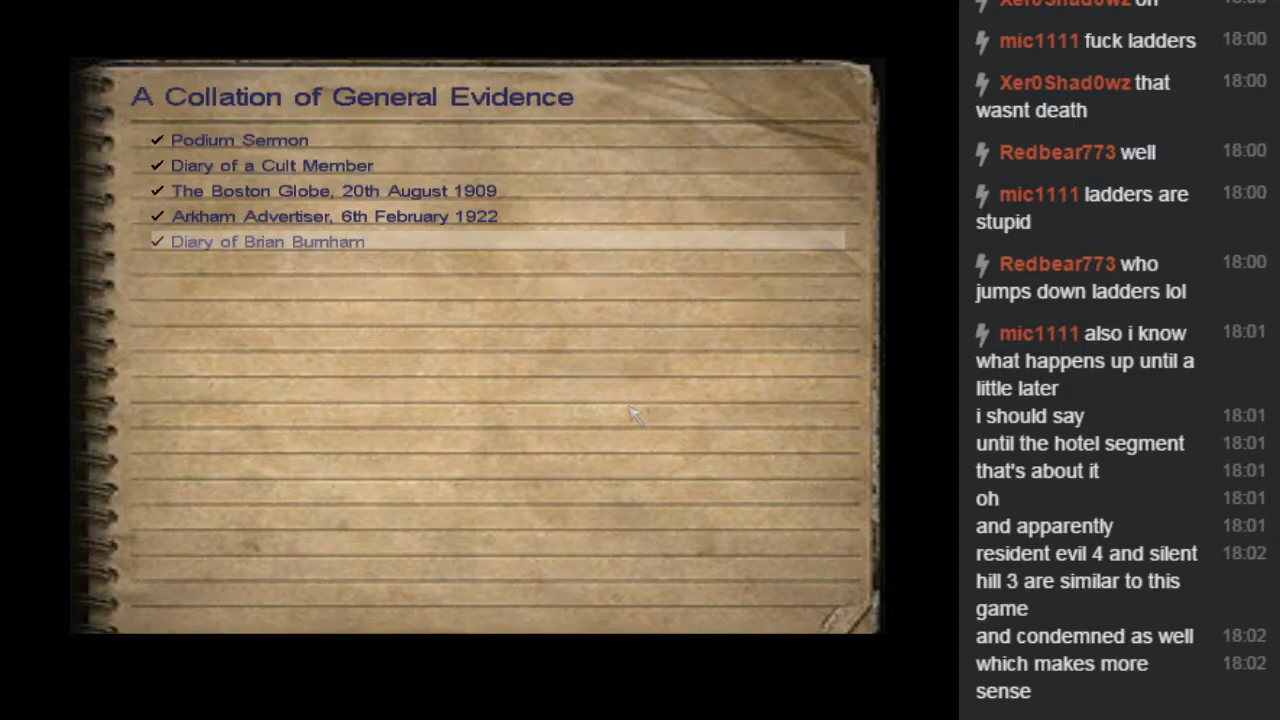 A Collation of General Evidence
✓ Podium Sermon
✓ Diary of a Cult Member
✓ The Boston Globe, 20th August 1909
✓ Arkham Advertiser, 6th February 1922
✓ Diary of Brian Burnham
Xer0Shad0wz oh
mic1111 fuck ladders 18:00
Xer0Shad0wz that 18:00
wasnt death
Redbear773 well 18:00
mic1111 ladders are 18:00
stupid
Redbear773 who 18:00
jumps down ladders lol
mic1111 also i know 18:01
what happens up until a
little later
i should say 18:01
until the hotel segment 18:01
that's about it 18:01
oh 18:01
and apparently 18:01
resident evil 4 and silent 18:02
hill 3 are similar to this
game
and condemned as well 18:02
which makes more 18:02
sense